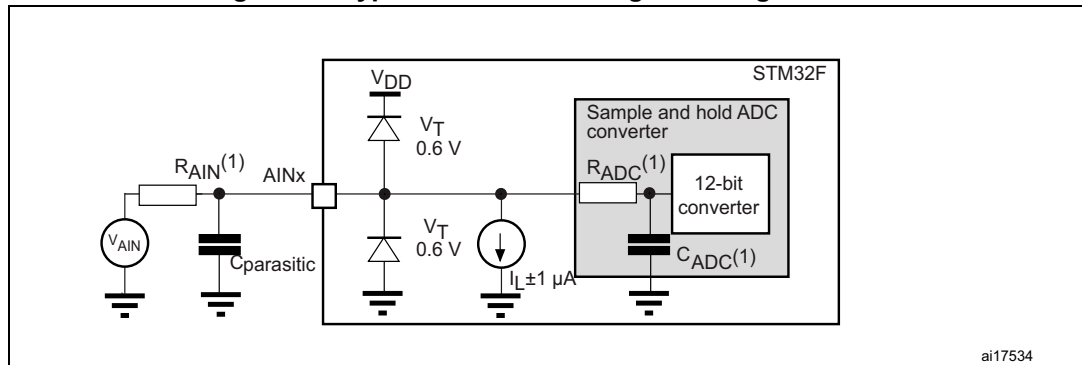 STM32F
VDD
Sample and hold ADC
converter
VT
0.6 V
RAIN(1)
AINx
RADC(1)
12-bit
converter
VAIN
Cparasitic
VT
0.6 V
IL±1 µA
CADC(1)
ai17534